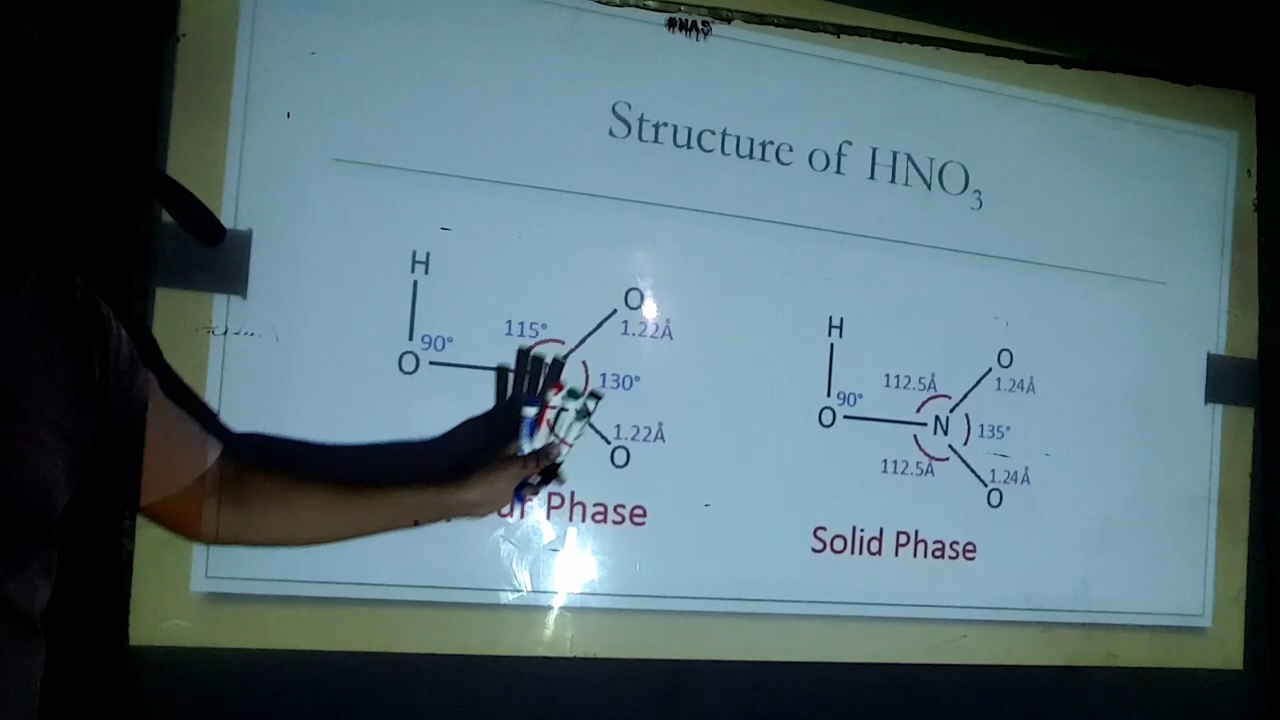 #NAS
Structure of HNO₃
H
O
90°
115°
O
1.22Å
130°
1.22Å
O
Phase
H
O
90°
112.5Å
O
1.24Å
N
135°
112.5Å
1.24Å
O
Solid Phase